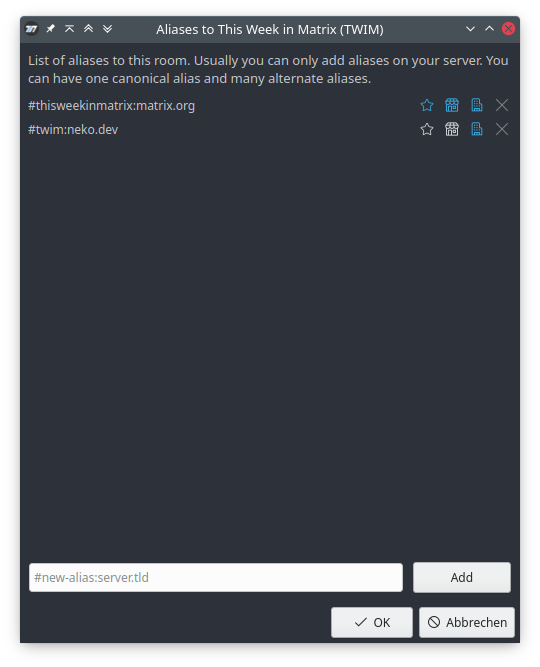 Aliases to This Week in Matrix (TWIM)
List of aliases to this room. Usually you can only add aliases on your server. You
can have one canonical alias and many alternate aliases.
#thisweekinmatrix:matrix.org
#twim:neko.dev
#new-alias:server.tld
Add
OK
Abbrechen